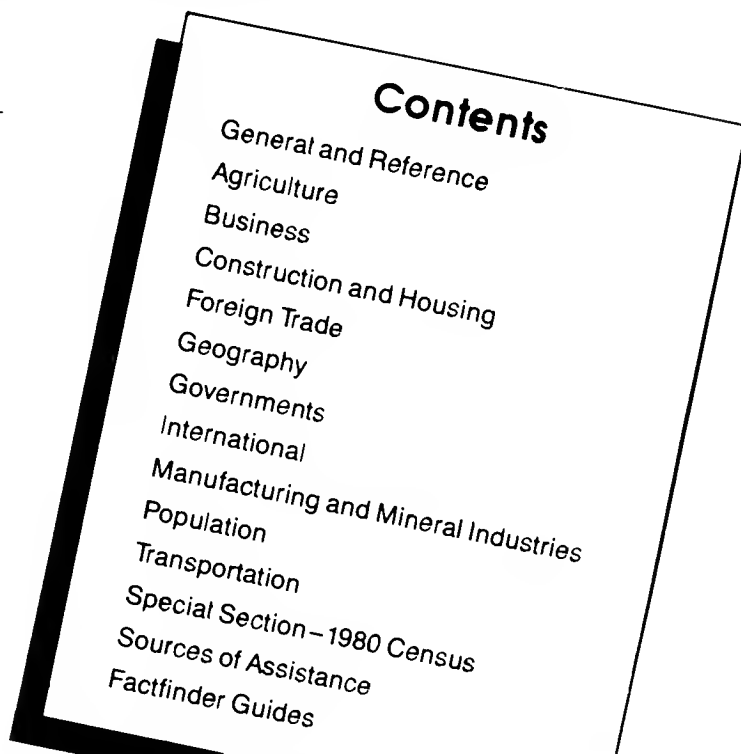 Contents
General and Reference
Agriculture
Business
Construction and Housing
Foreign Trade
Geography
Governments
International
Manufacturing and Mineral Industries
Population
Transportation
Special Section–1980 Census
Sources of Assistance
Factfinder Guides